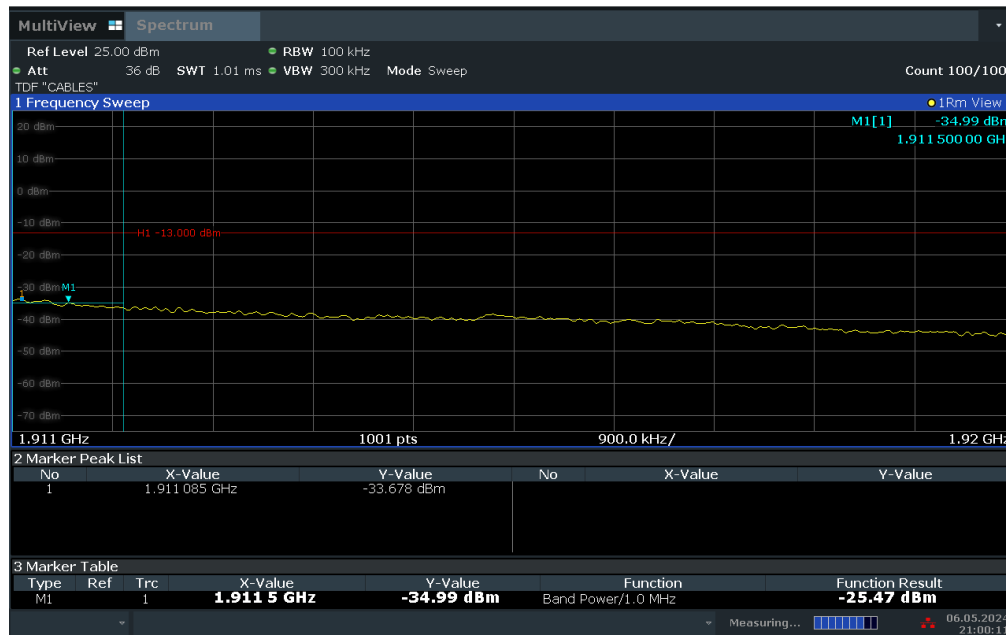 MultiView Spectrum
Ref Level 25.00 dBm RBW 100 kHz
Att 36 dB SWT 1.01 ms VBW 300 kHz Mode Sweep Count 100/100
TDF "CABLES"
1 Frequency Sweep 1Rm View
M1[1] -34.99 dBm
1.911 500 00 GH
20 dBm
10 dBm
0 dBm
-10 dBm
H1 -13.000 dBm
-20 dBm
-30 dBm M1
1
-40 dBm
-50 dBm
-60 dBm
-70 dBm
1.911 GHz 1001 pts 900.0 kHz/ 1.92 GHz
2 Marker Peak List
No X-Value Y-Value No X-Value Y-Value
1 1.911 085 GHz -33.678 dBm
3 Marker Table
Type Ref Trc X-Value Y-Value Function Function Result
M1 1 1.911 5 GHz -34.99 dBm Band Power/1.0 MHz -25.47 dBm
Measuring... 06.05.2024
21:00:11